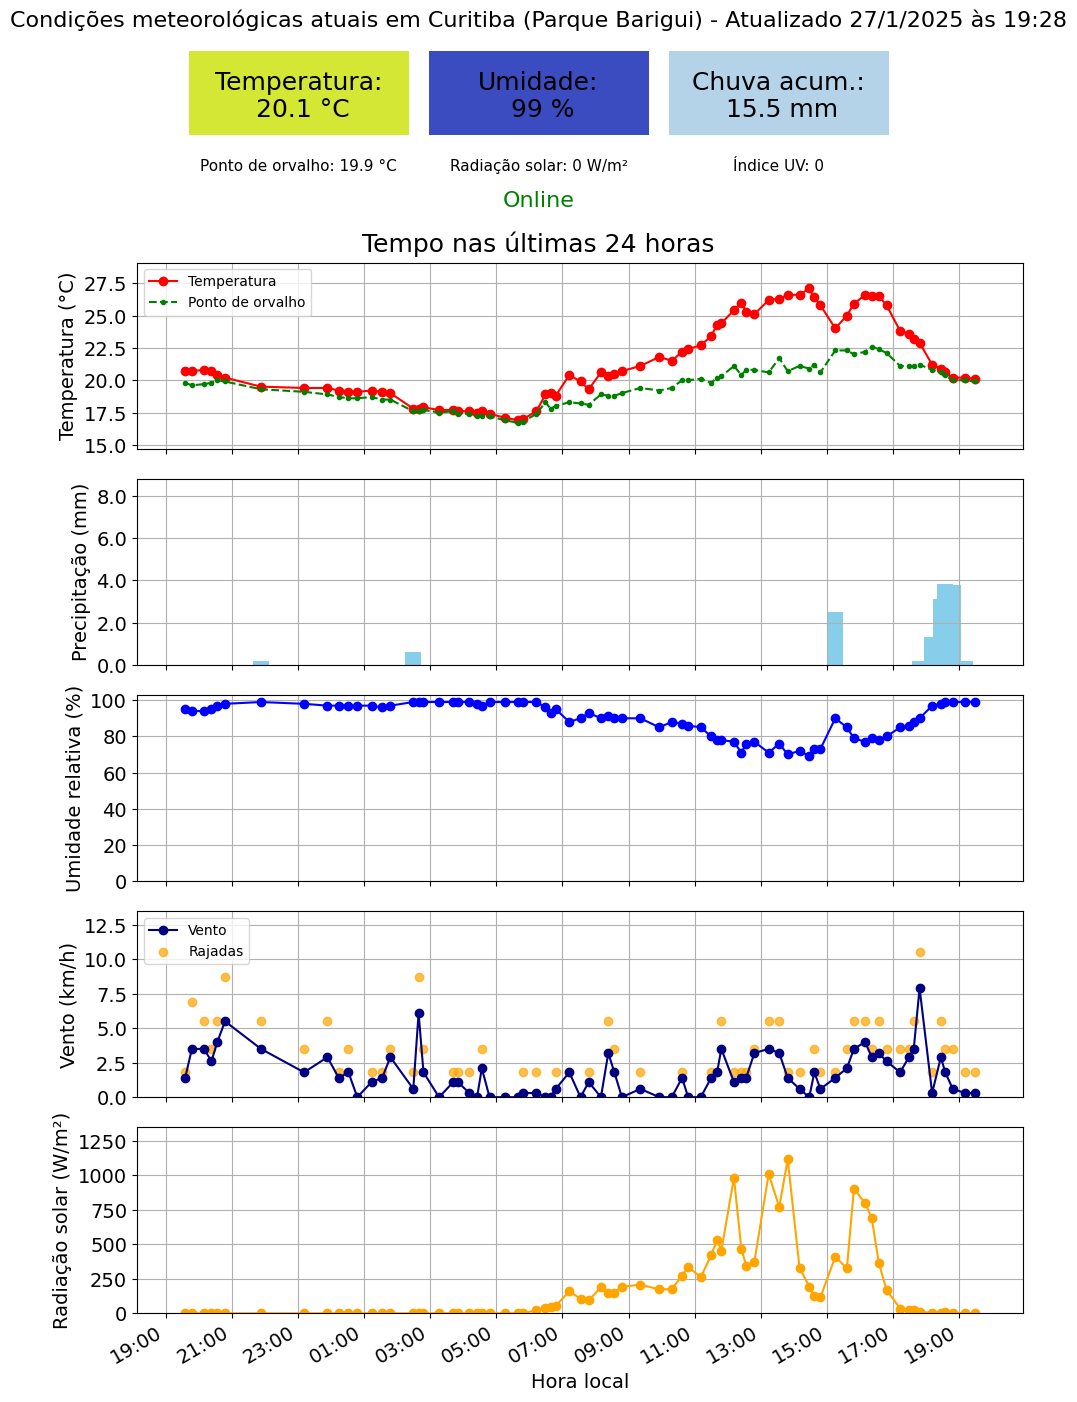 Condições meteorológicas atuais em Curitiba (Parque Barigui) - Atualizado 27/1/2025 às 19:28
Temperatura:
20.1 °C
Umidade:
99 %
Chuva acum.:
15.5 mm
Ponto de orvalho: 19.9 °C
Radiação solar: 0 W/m²
Índice UV: 0
Online
Tempo nas últimas 24 horas
Temperatura (°C)
27.5
25.0
22.5
20.0
17.5
15.0
Temperatura
Ponto de orvalho
Precipitação (mm)
8.0
6.0
4.0
2.0
0.0
Umidade relativa (%)
100
80
60
40
20
0
Vento (km/h)
12.5
10.0
7.5
5.0
2.5
0.0
Vento
Rajadas
Radiação solar (W/m²)
1250
1000
750
500
250
0
19:00
21:00
23:00
01:00
03:00
05:00
07:00
09:00
11:00
13:00
15:00
17:00
19:00
Hora local